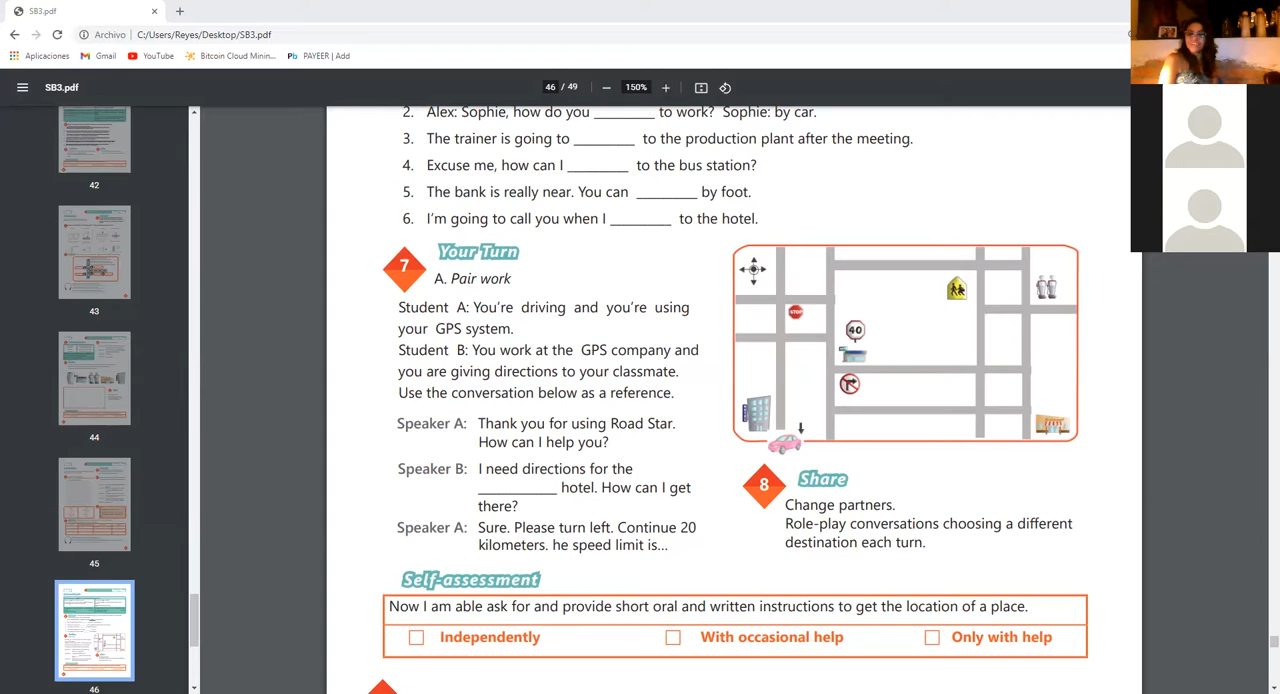 SB3.pdf
Archivo | C:/Users/Reyes/Desktop/SB3.pdf
Aplicaciones Gmail YouTube Bitcoin Cloud Minin... PAYEER | Add
SB3.pdf 46 / 49 150%
42
43
44
45
46
2. Alex: Sophie, how do you ________ to work? Sophie: by car.
3. The trainer is going to ________ to the production plant after the meeting.
4. Excuse me, how can I ________ to the bus station?
5. The bank is really near. You can ________ by foot.
6. I'm going to call you when I ________ to the hotel.
7 Your Turn
A. Pair work
Student A: You're driving and you're using
your GPS system.
Student B: You work at the GPS company and
you are giving directions to your classmate.
Use the conversation below as a reference.
Speaker A: Thank you for using Road Star.
How can I help you?
Speaker B: I need directions for the
__________ hotel. How can I get
there?
Speaker A: Sure. Please turn left. Continue 20
kilometers. he speed limit is...
STOP
40
8 Share
Change partners.
Role-play conversations choosing a different
destination each turn.
Self-assessment
Now I am able ask for and provide short oral and written instructions to get the location of a place.
Independently With occasional help Only with help